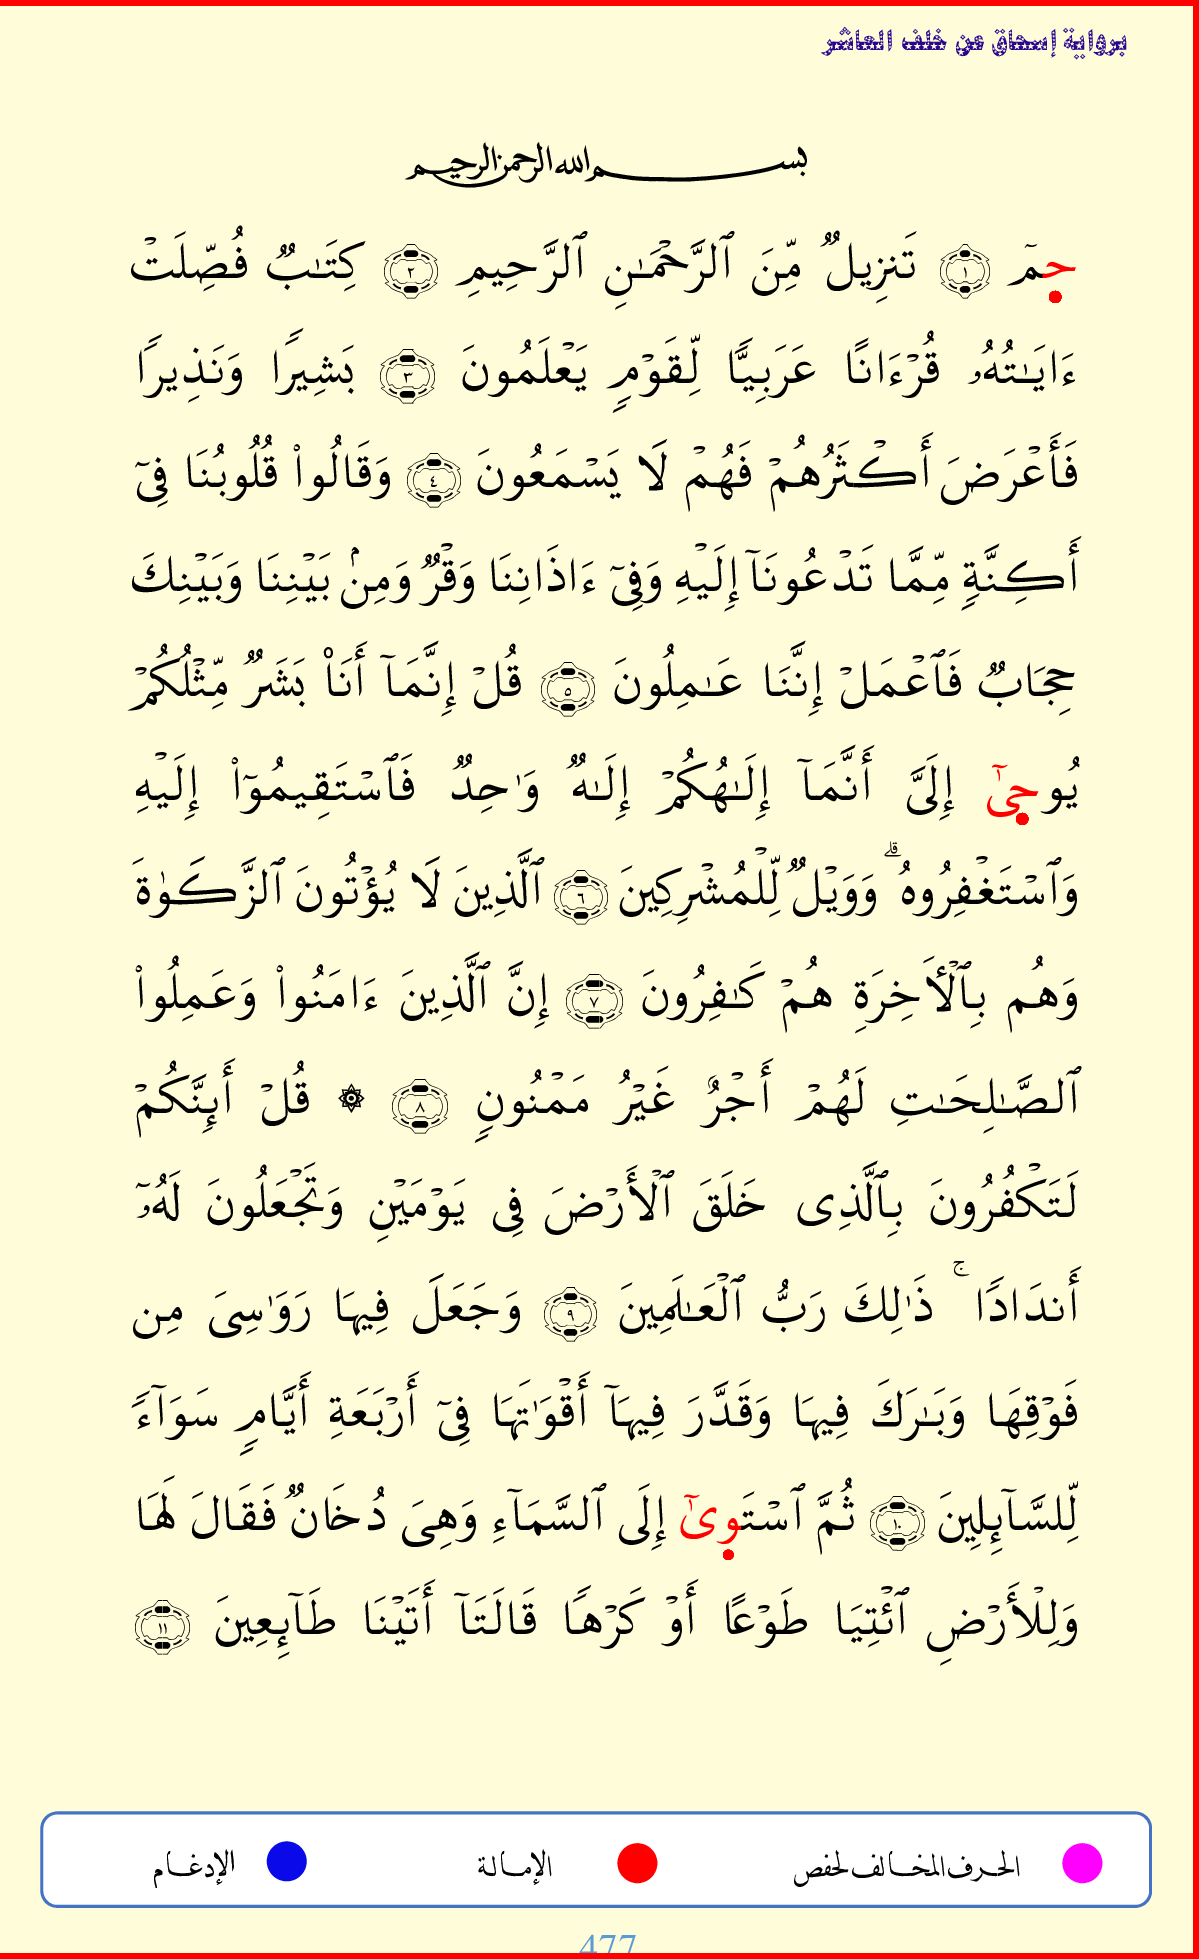 برواية إسحاق عن خلف العاشر
بسم الله الرحمن الرحيم
حمٓ ١ تَنزِيلٌ مِّنَ ٱلرَّحْمَـٰنِ ٱلرَّحِيمِ ٢ كِتَـٰبٌ فُصِّلَتْ
ءَايَـٰتُهُۥ قُرْءَانًا عَرَبِيًّا لِّقَوْمٍ يَعْلَمُونَ ٣ بَشِيرًا وَنَذِيرًا
فَأَعْرَضَ أَكْثَرُهُمْ فَهُمْ لَا يَسْمَعُونَ ٤ وَقَالُوا۟ قُلُوبُنَا فِىٓ
أَكِنَّةٍ مِّمَّا تَدْعُونَآ إِلَيْهِ وَفِىٓ ءَاذَانِنَا وَقْرٌ وَمِنۢ بَيْنِنَا وَبَيْنِكَ
حِجَابٌ فَٱعْمَلْ إِنَّنَا عَـٰمِلُونَ ٥ قُلْ إِنَّمَآ أَنَا۠ بَشَرٌ مِّثْلُكُمْ
يُوحىٓ إِلَىَّ أَنَّمَآ إِلَـٰهُكُمْ إِلَـٰهٌ وَٰحِدٌ فَٱسْتَقِيمُوٓا۟ إِلَيْهِ
وَٱسْتَغْفِرُوهُ ۗ وَوَيْلٌ لِّلْمُشْرِكِينَ ٦ ٱلَّذِينَ لَا يُؤْتُونَ ٱلزَّكَوٰةَ
وَهُم بِٱلْـَٔاخِرَةِ هُمْ كَـٰفِرُونَ ٧ إِنَّ ٱلَّذِينَ ءَامَنُوا۟ وَعَمِلُوا۟
ٱلصَّـٰلِحَـٰتِ لَهُمْ أَجْرٌ غَيْرُ مَمْنُونٍ ٨ ۞ قُلْ أَئِنَّكُمْ
لَتَكْفُرُونَ بِٱلَّذِى خَلَقَ ٱلْأَرْضَ فِى يَوْمَيْنِ وَتَجْعَلُونَ لَهُۥٓ
أَندَادًا ۚ ذَٰلِكَ رَبُّ ٱلْعَـٰلَمِينَ ٩ وَجَعَلَ فِيهَا رَوَٰسِىَ مِن
فَوْقِهَا وَبَـٰرَكَ فِيهَا وَقَدَّرَ فِيهَآ أَقْوَٰتَهَا فِىٓ أَرْبَعَةِ أَيَّامٍ سَوَآءً
لِّلسَّآئِلِينَ ١٠ ثُمَّ ٱسْتَوىٰٓ إِلَى ٱلسَّمَآءِ وَهِىَ دُخَانٌ فَقَالَ لَهَا
وَلِلْأَرْضِ ٱئْتِيَا طَوْعًا أَوْ كَرْهًا قَالَتَآ أَتَيْنَا طَآئِعِينَ ١١
الحرف المخالف لحفص الإمالة الإدغام
477